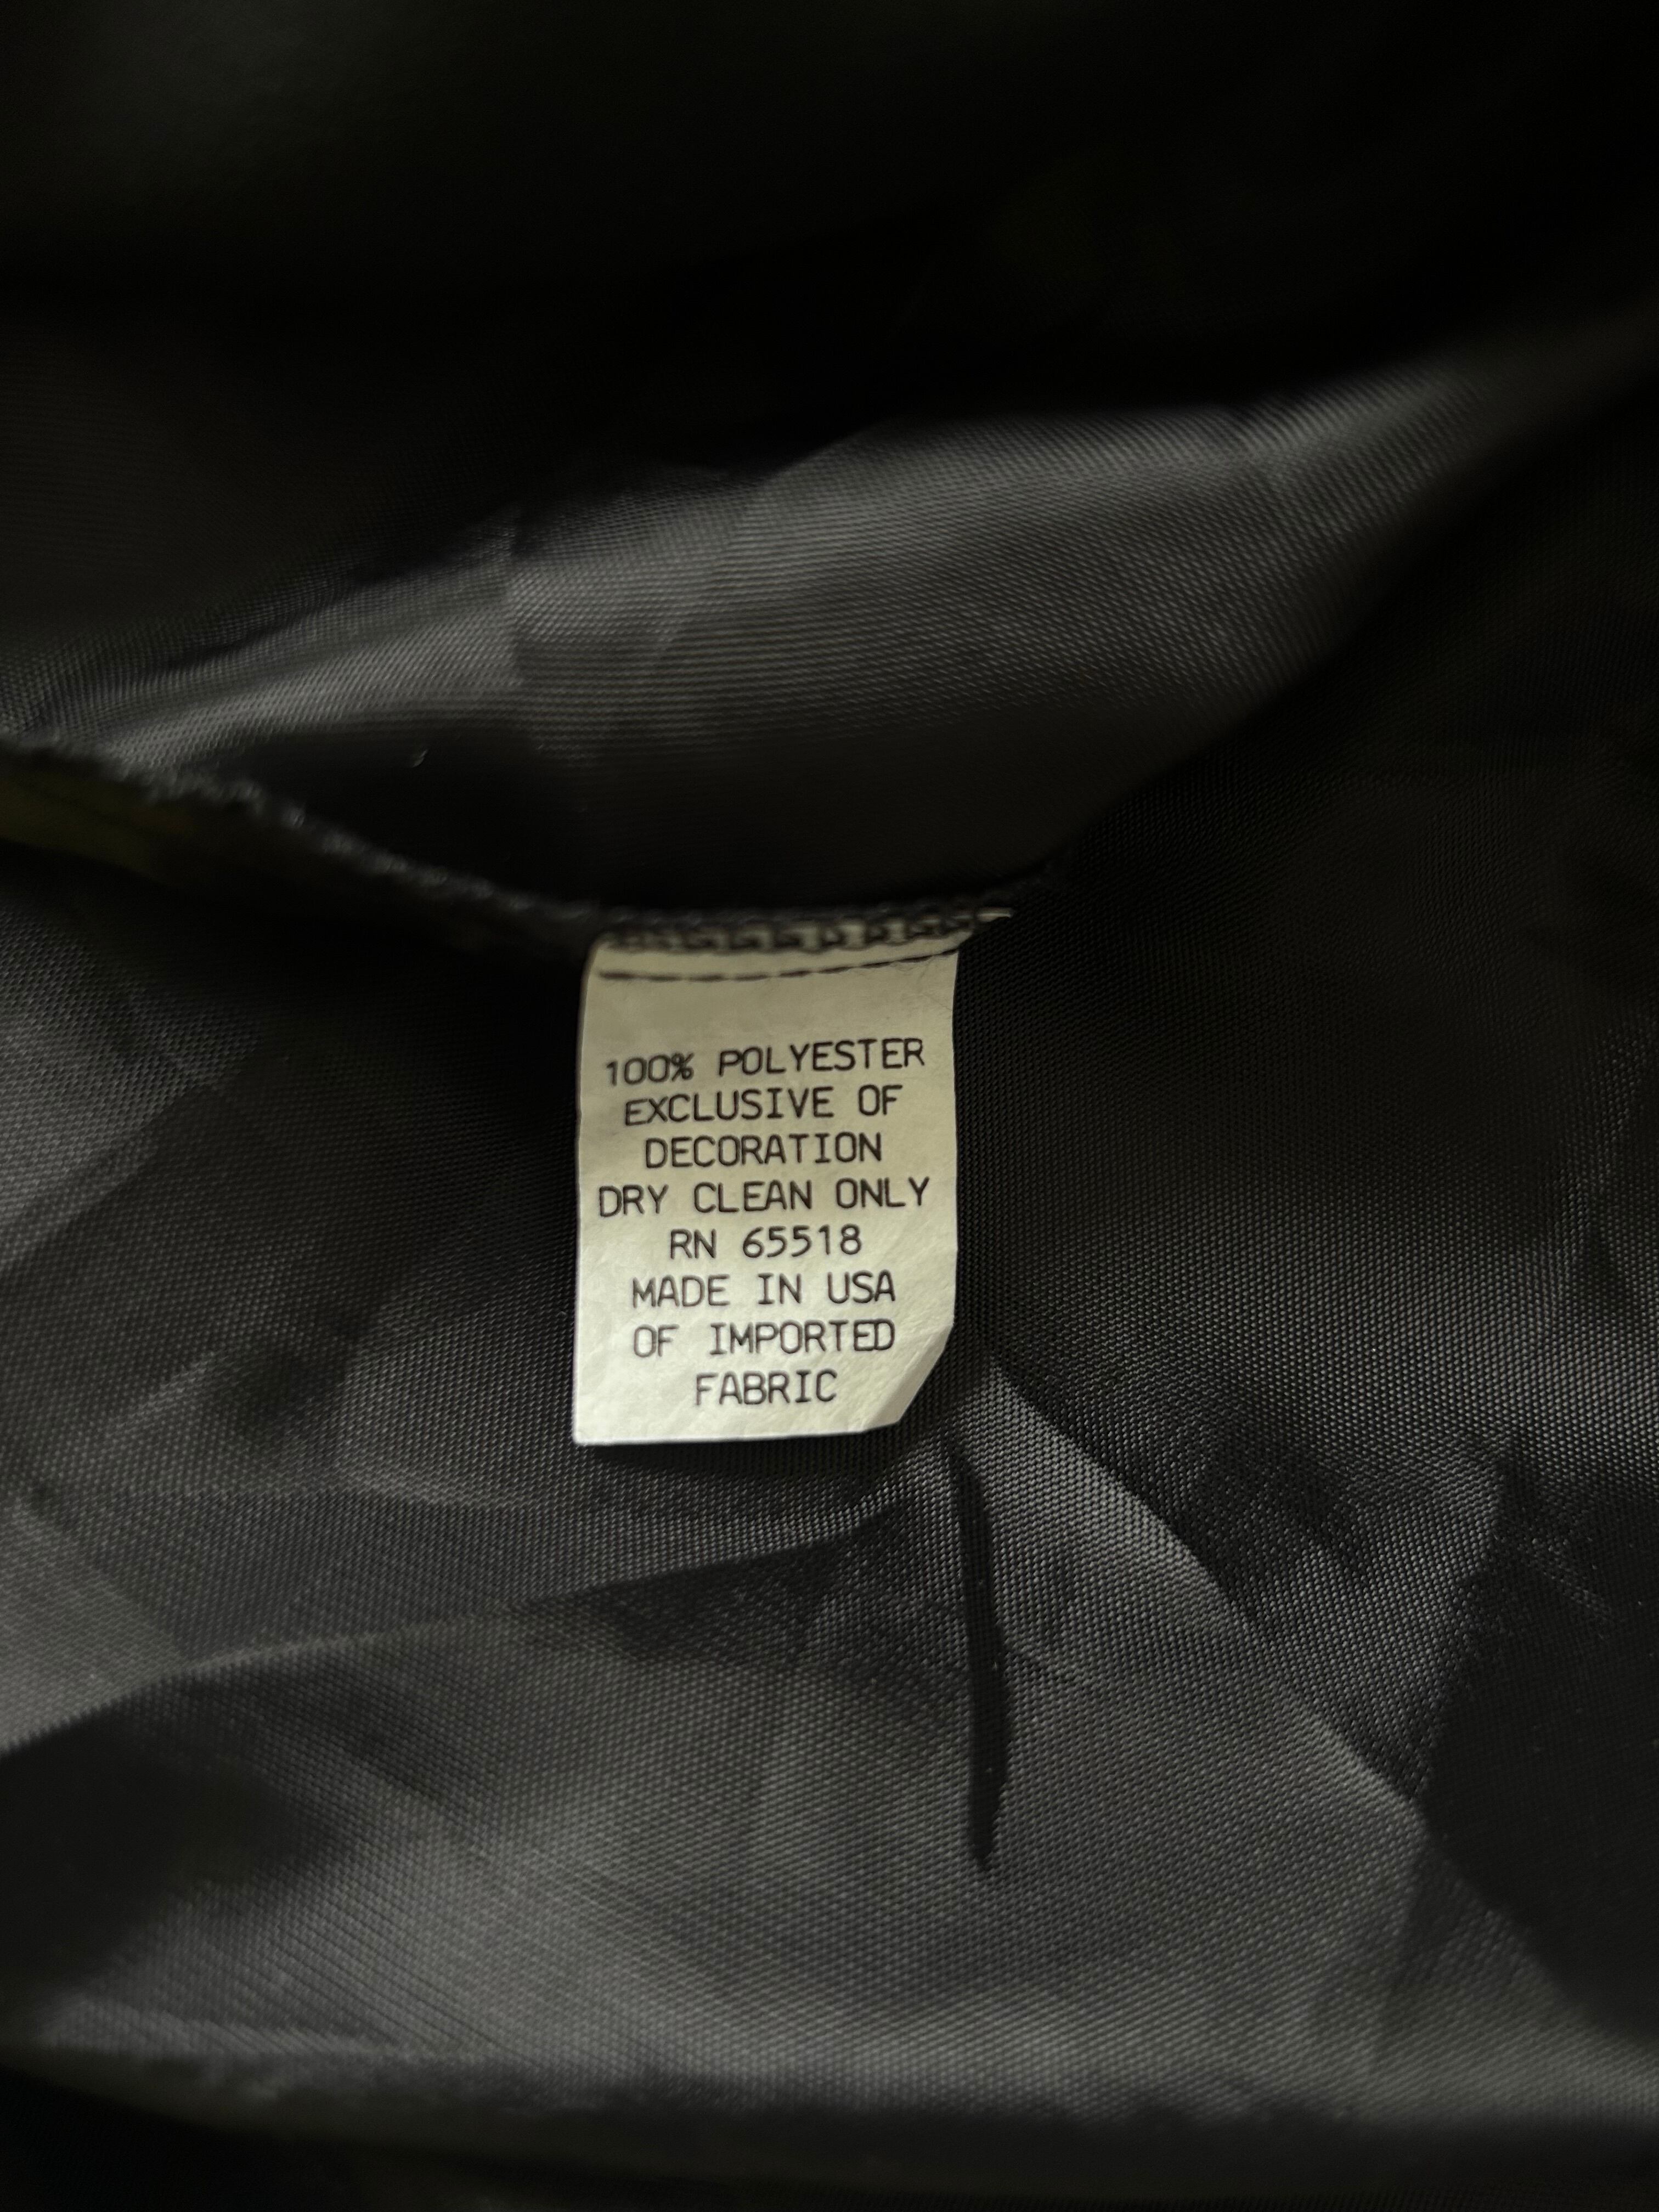 100% POLYESTER
EXCLUSIVE OF
DECORATION
DRY CLEAN ONLY
RN 65518
MADE IN USA
OF IMPORTED
FABRIC